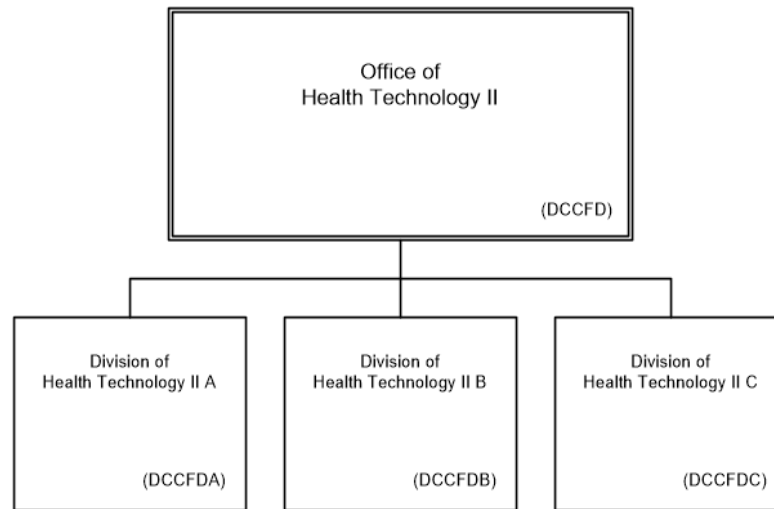 Office of
Health Technology II
(DCCFD)
Division of
Health Technology II A
(DCCFDA)
Division of
Health Technology II B
(DCCFDB)
Division of
Health Technology II C
(DCCFDC)